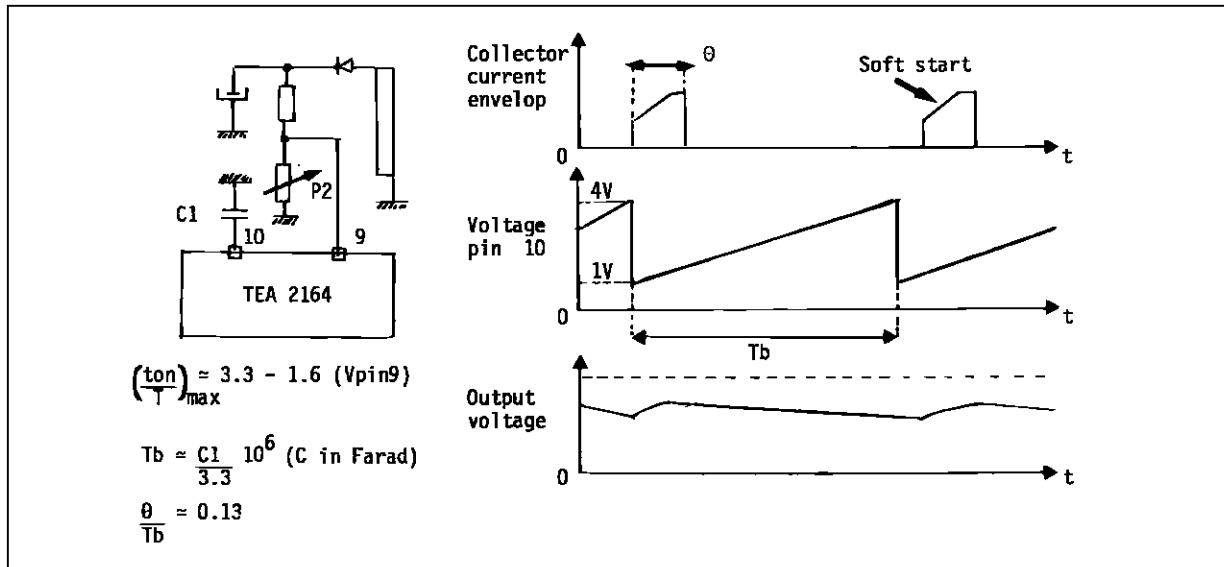 P2
C1
10
9
TEA 2164
(ton/T)max ≃ 3.3 - 1.6 (Vpin9)
Tb ≃ C1/3.3 10^6 (C in Farad)
θ/Tb ≃ 0.13
Collector
current
envelop
θ
Soft start
0
t
Voltage
pin 10
4V
1V
0
t
Tb
Output
voltage
0
t